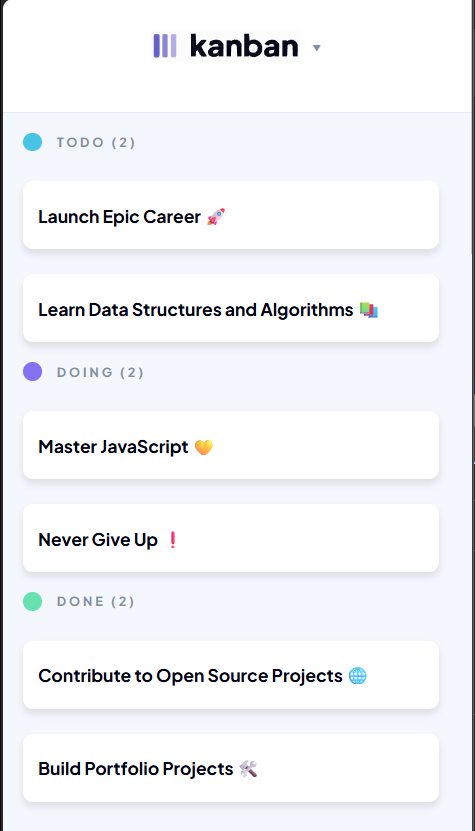 kanban
TODO (2)
Launch Epic Career 🚀
Learn Data Structures and Algorithms 📚
DOING (2)
Master JavaScript 💛
Never Give Up ❗
DONE (2)
Contribute to Open Source Projects 🌐
Build Portfolio Projects 🛠